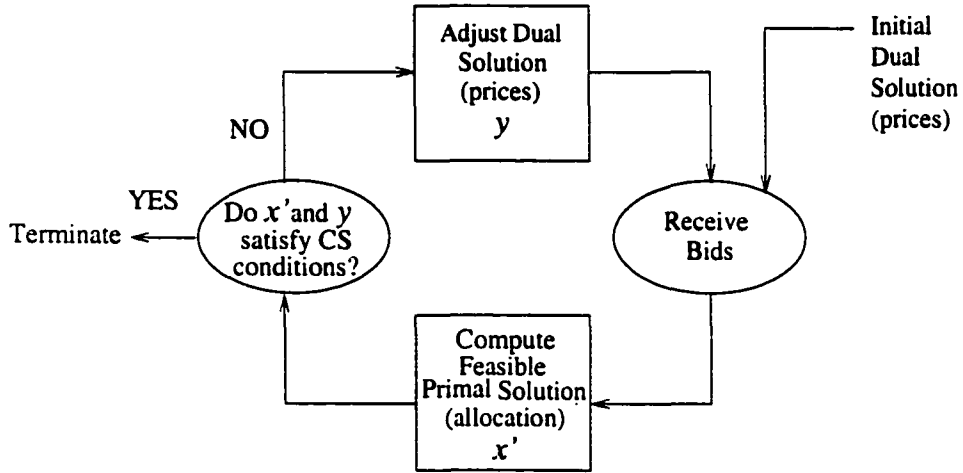 Adjust Dual
Solution
(prices)
y
Initial
Dual
Solution
(prices)
NO
YES
Terminate
Do x' and y
satisfy CS
conditions?
Receive
Bids
Compute
Feasible
Primal Solution
(allocation)
x'